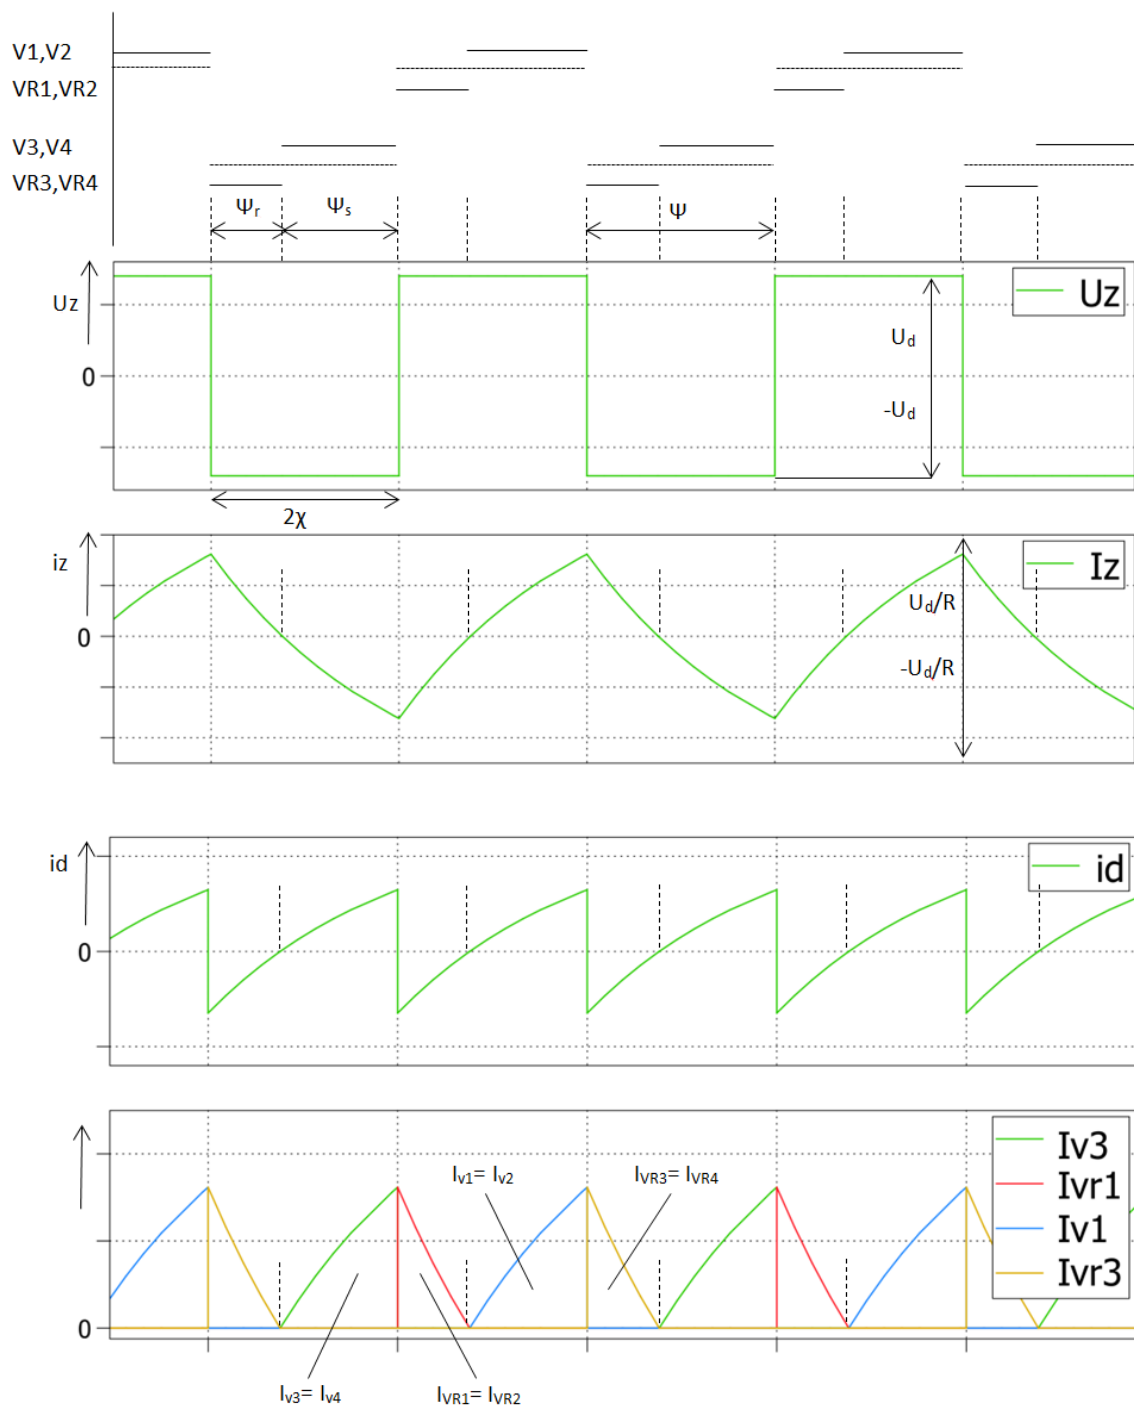 V1,V2
VR1,VR2
V3,V4
VR3,VR4
Ψr Ψs Ψ
Uz
Uz
Ud
0
-Ud
2χ
iz
Iz
Ud/R
0
-Ud/R
id
id
0
Iv1= Iv2 IVR3= IVR4
Iv3
Ivr1
Iv1
Ivr3
0
Iv3= Iv4 IVR1= IVR2